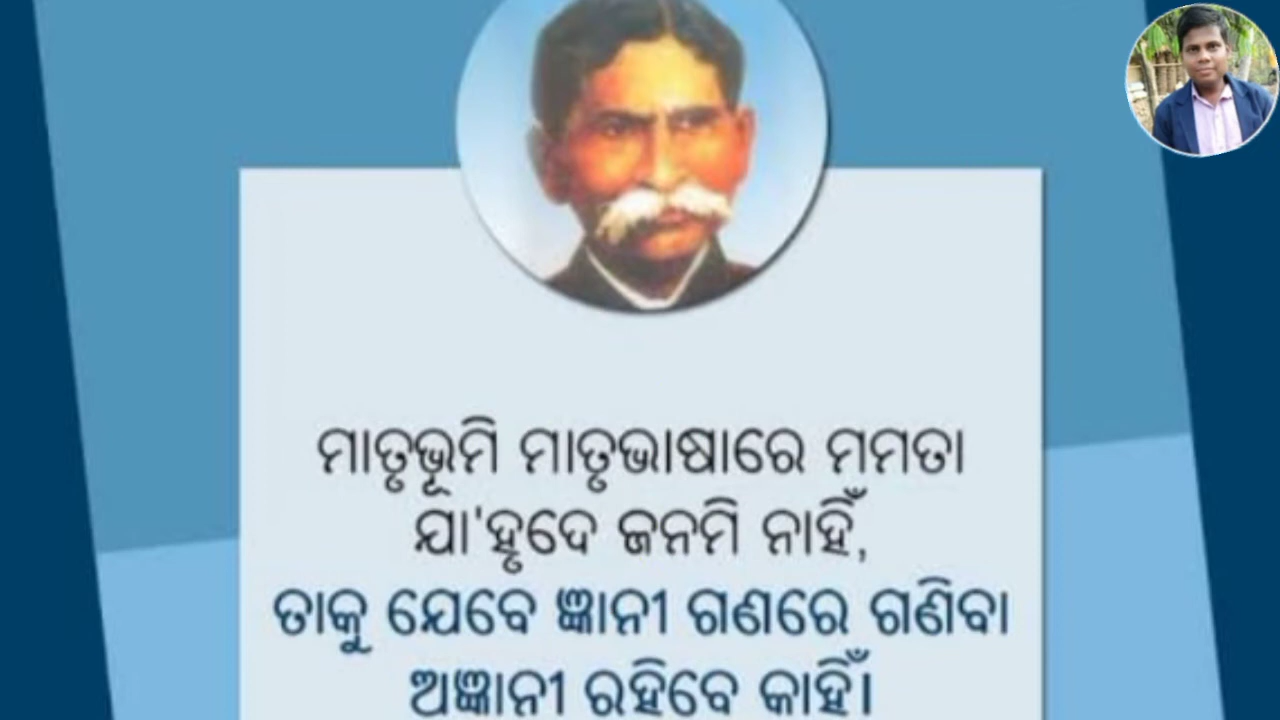 ମାତୃଭୂମି ମାତୃଭାଷାରେ ମମତା
ଯା'ହୃଦେ ଜନମି ନାହିଁ,
ତାକୁ ଯେବେ ଜ୍ଞାନୀ ଗଣରେ ଗଣିବା
ଅଜ୍ଞାନୀ ରହିବେ କାହିଁ।